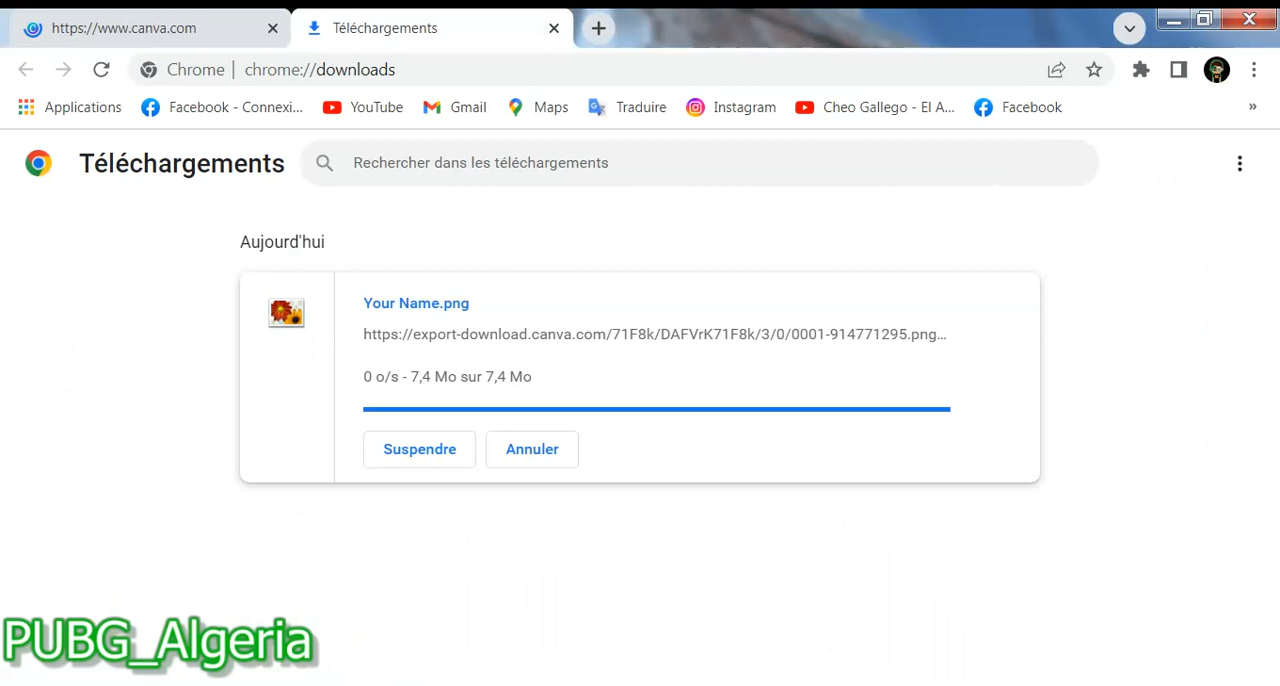 https://www.canva.com
Téléchargements
Chrome | chrome://downloads
Applications
Facebook - Connexi...
YouTube
Gmail
Maps
Traduire
Instagram
Cheo Gallego - El A...
Facebook
»
Téléchargements
Rechercher dans les téléchargements
Aujourd'hui
Your Name.png
https://export-download.canva.com/71F8k/DAFVrK71F8k/3/0/0001-914771295.png...
0 o/s - 7,4 Mo sur 7,4 Mo
Suspendre
Annuler
PUBG_Algeria